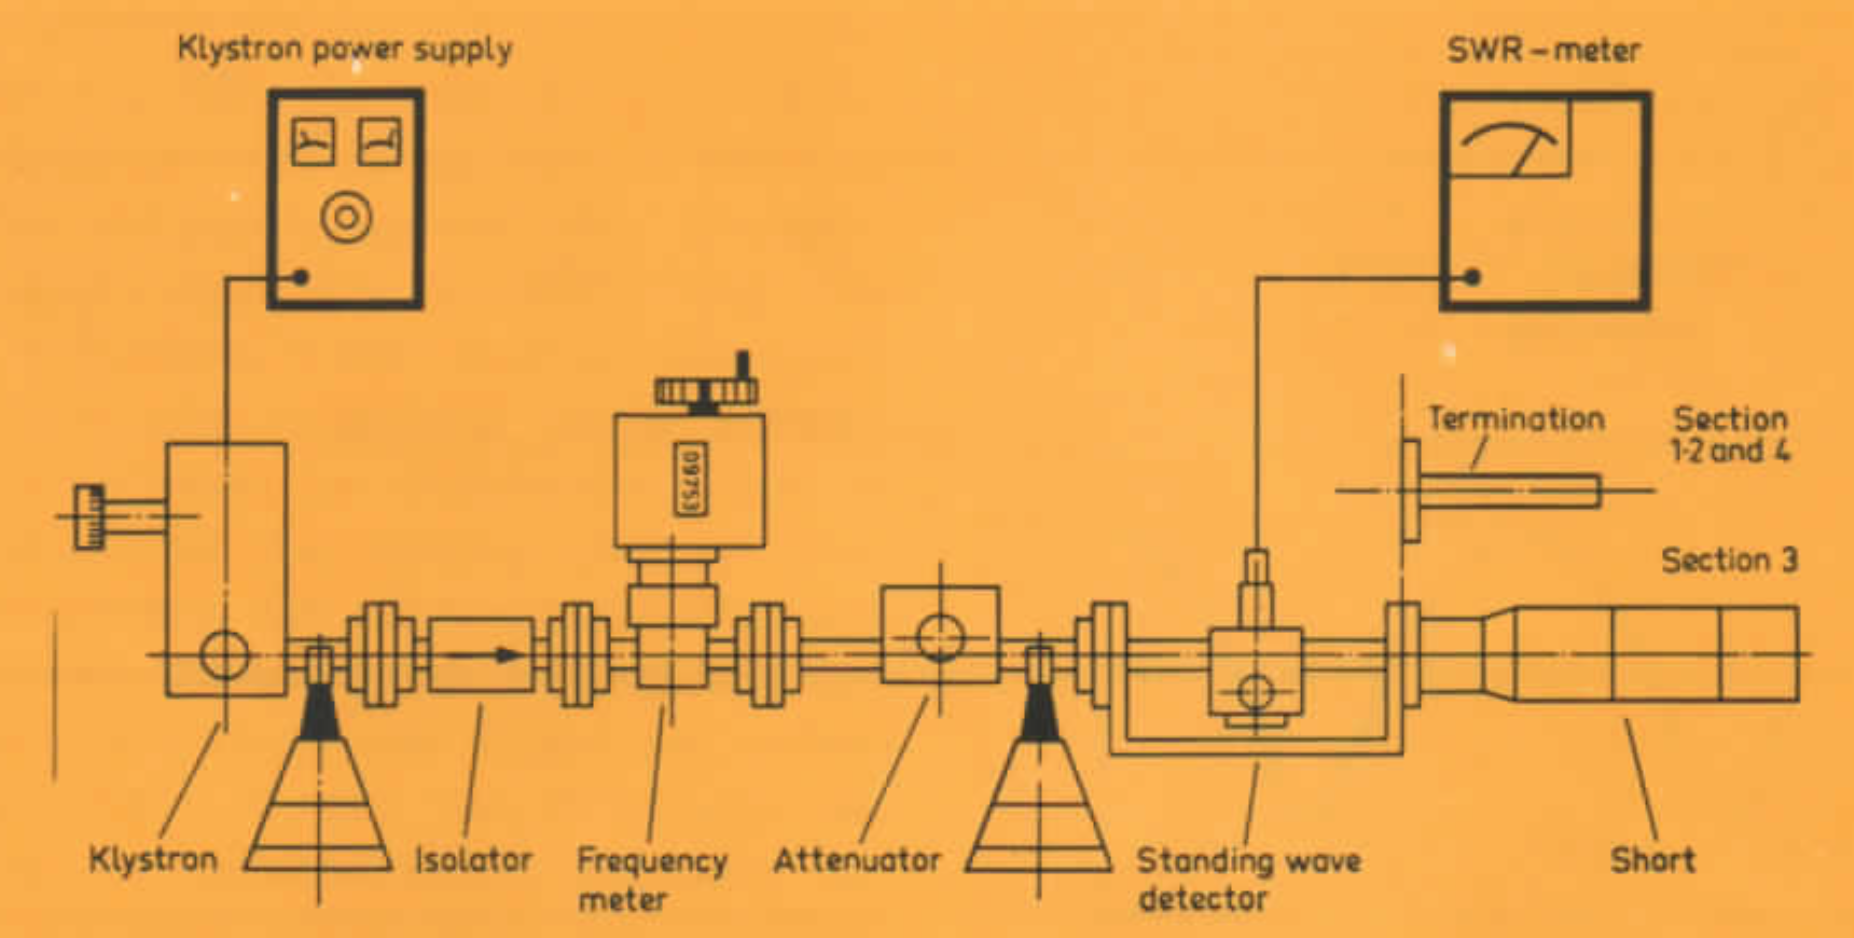 Klystron power supply
SWR-meter
09753
Termination
Section
1-2 and 4
Section 3
Klystron
Isolator
Frequency
meter
Attenuator
Standing wave
detector
Short